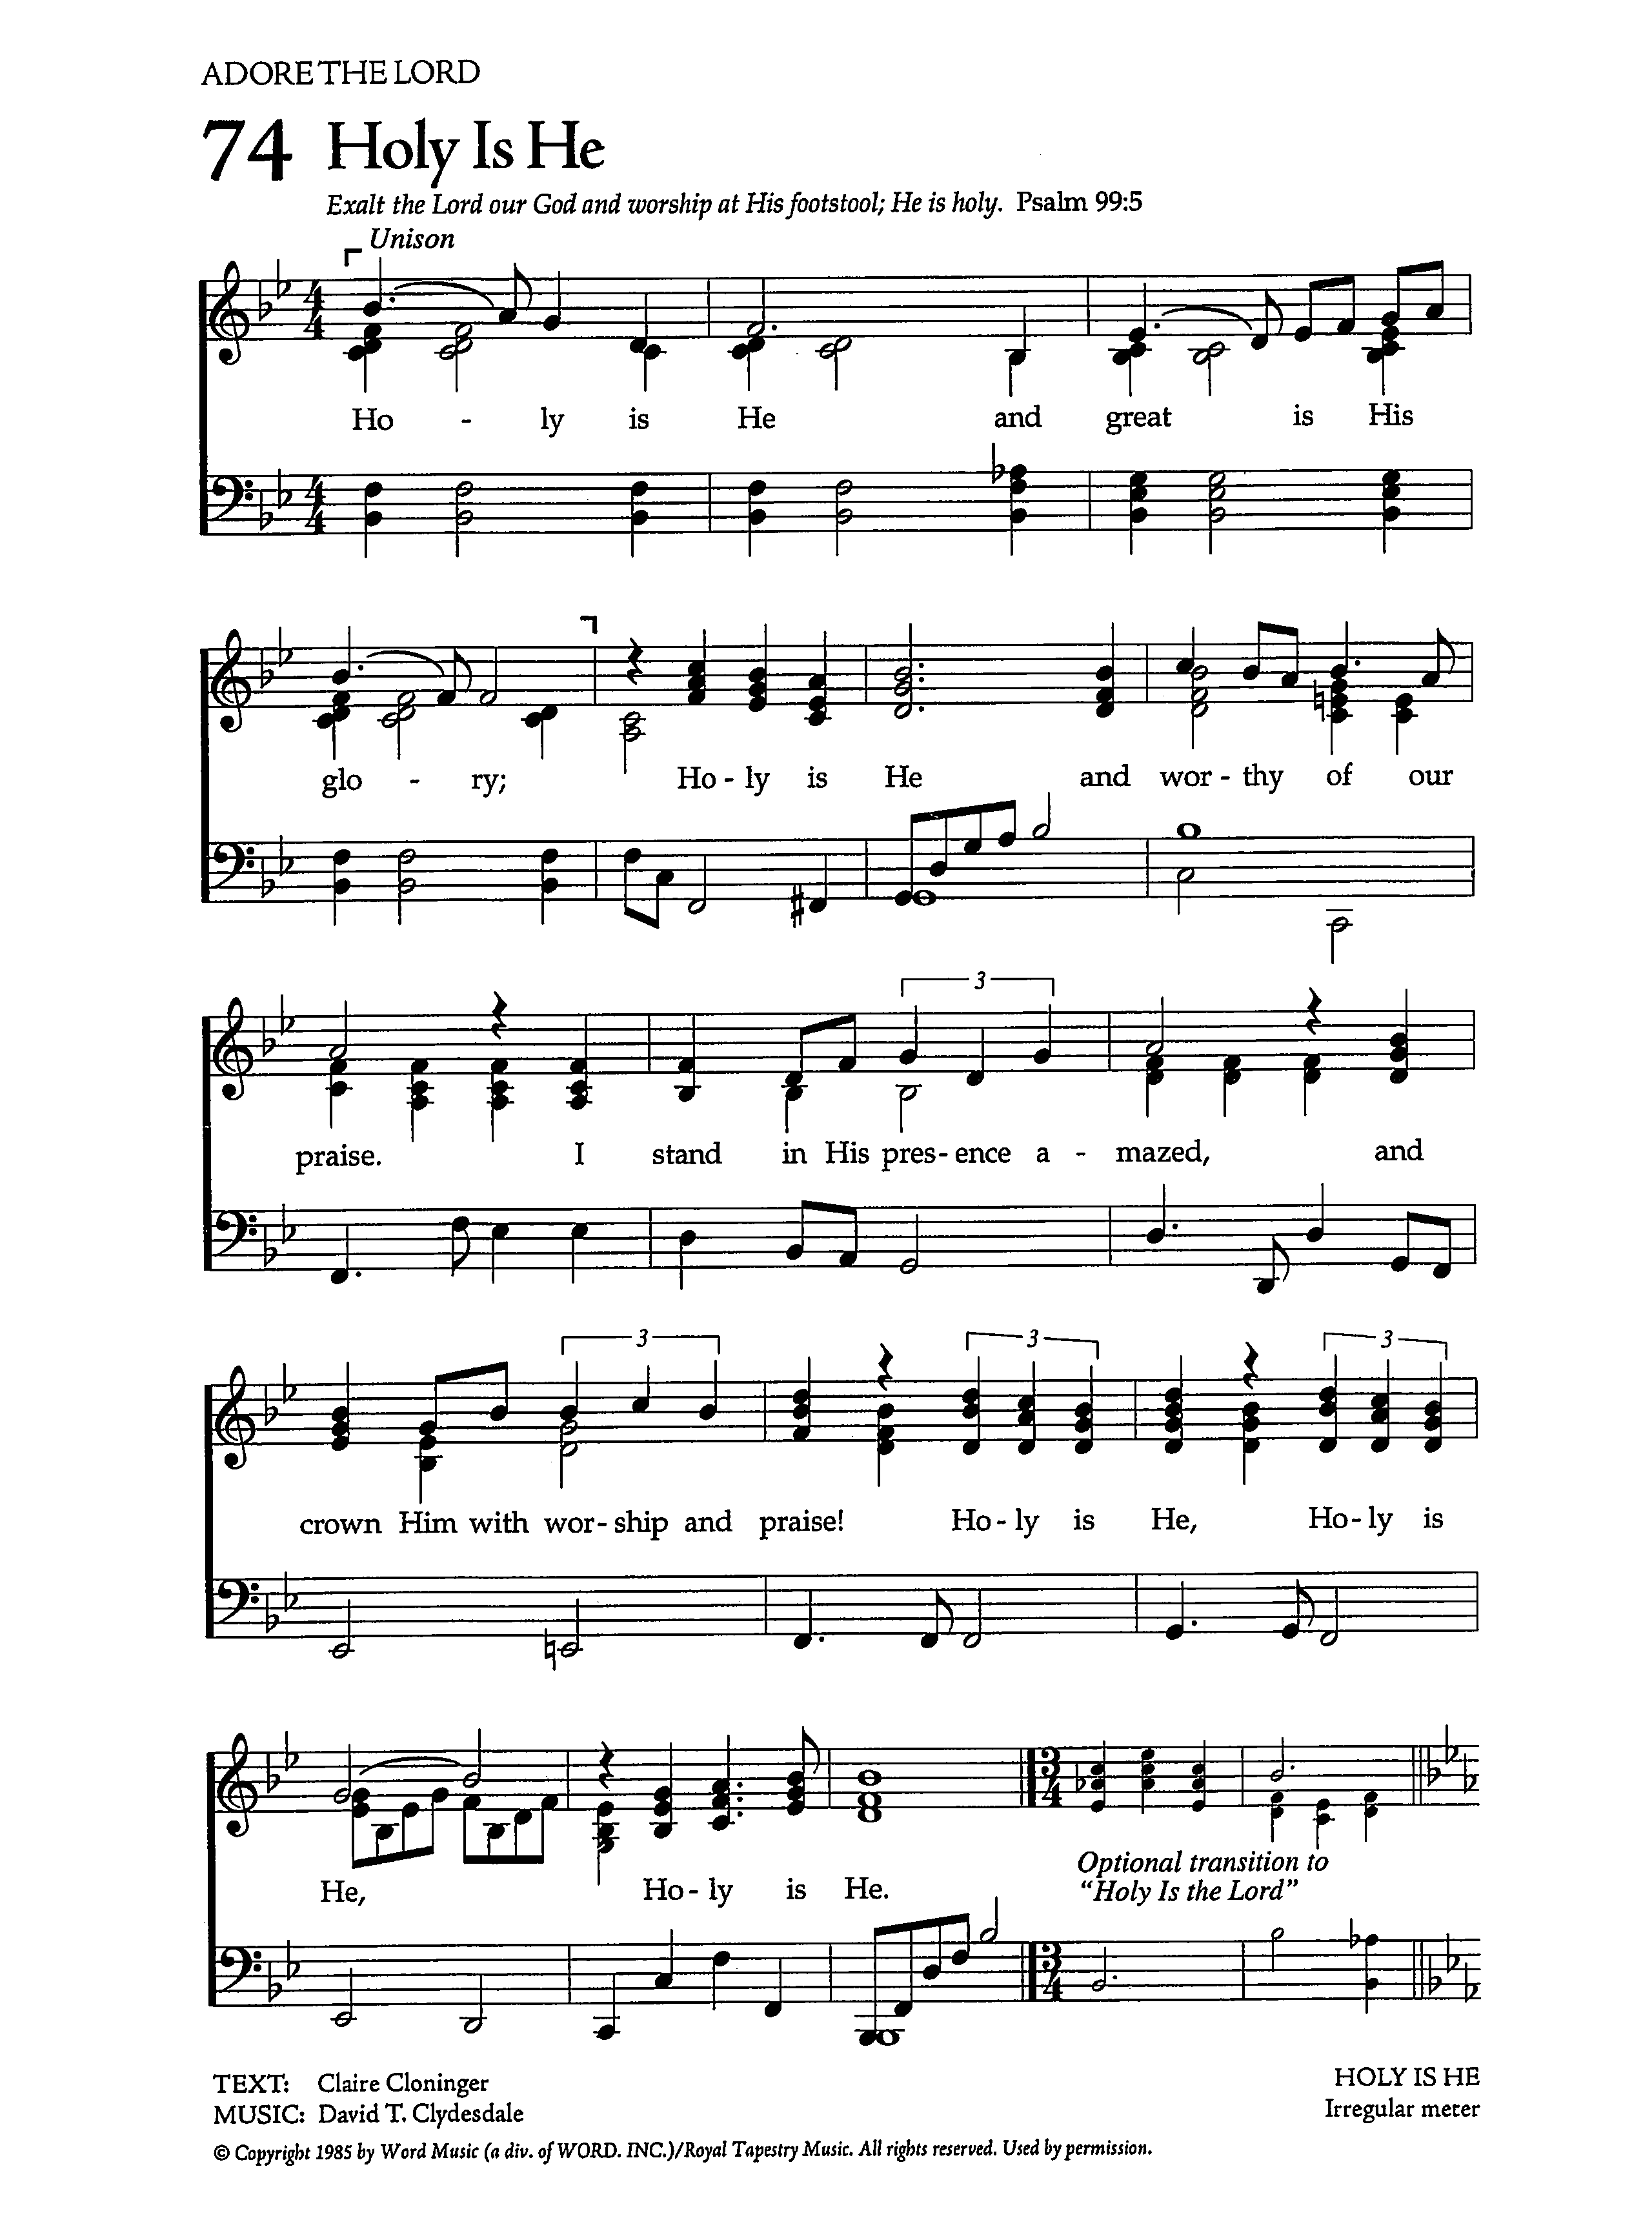 ADORE THE LORD
74 Holy Is He
Exalt the Lord our God and worship at His footstool; He is holy. Psalm 99:5
Unison
4 4
Ho - ly is He and great is His
4 4
glo - ry; Ho - ly is He and wor - thy of our
3
praise. I stand in His pres - ence a - mazed, and
3 3 3
crown Him with wor - ship and praise! Ho - ly is He, Ho - ly is
3 4
Optional transition to
"Holy Is the Lord"
He, Ho - ly is He.
3 4
TEXT: Claire Cloninger HOLY IS HE
MUSIC: David T. Clydesdale Irregular meter
© Copyright 1985 by Word Music (a div. of WORD. INC.)/Royal Tapestry Music. All rights reserved. Used by permission.